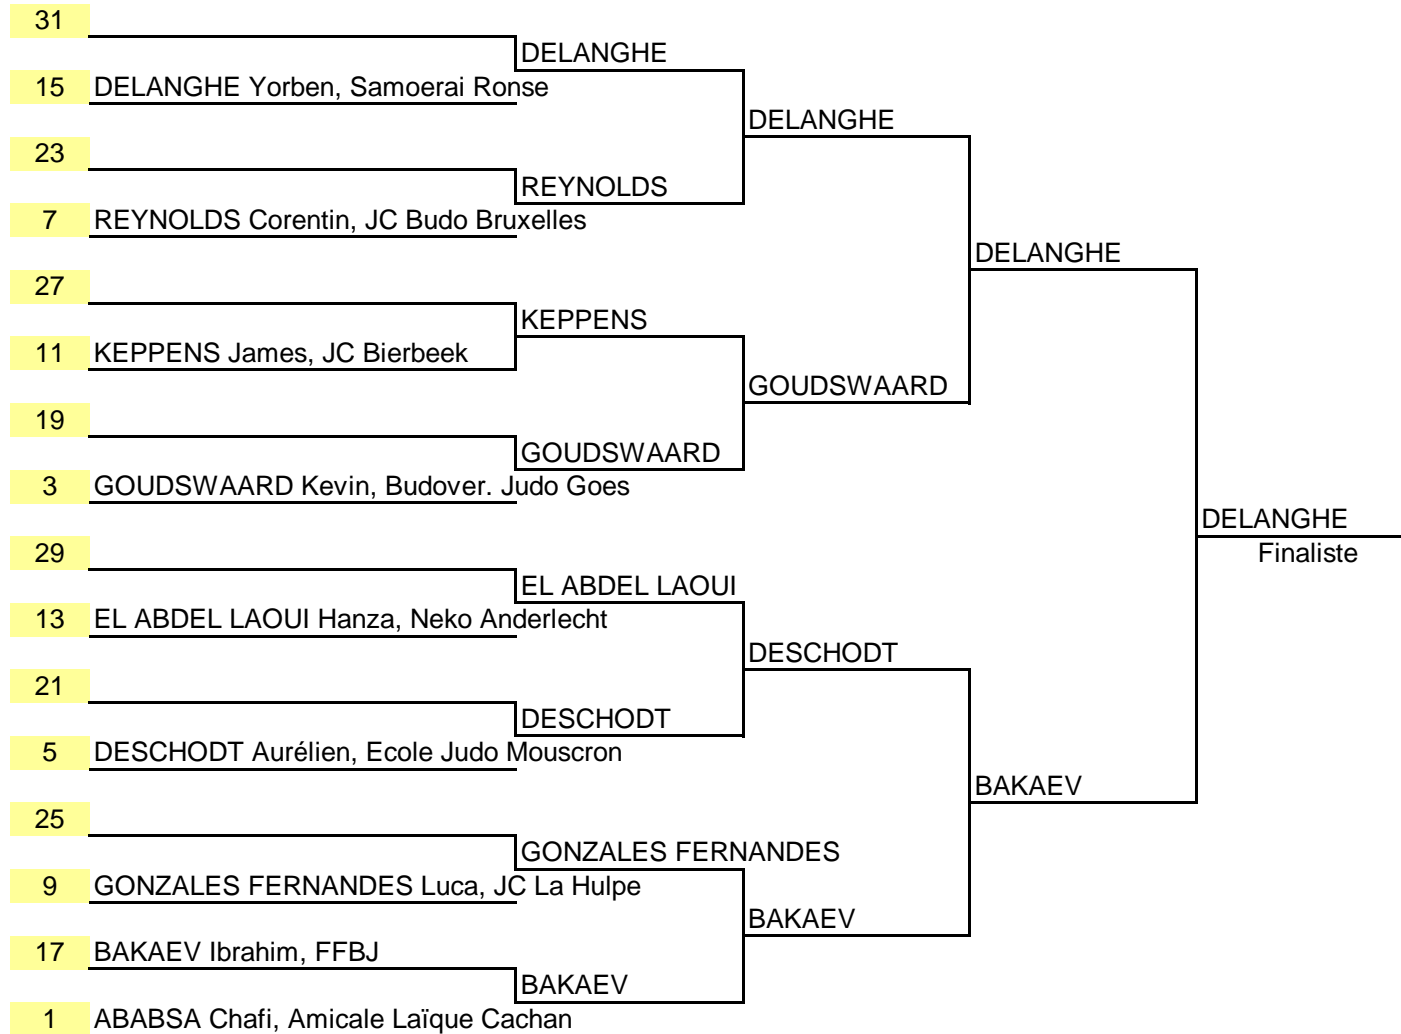 31
DELANGHE
15 DELANGHE Yorben, Samoerai Ronse
DELANGHE
23
REYNOLDS
7 REYNOLDS Corentin, JC Budo Bruxelles
DELANGHE
27
KEPPENS
11 KEPPENS James, JC Bierbeek
GOUDSWAARD
19
GOUDSWAARD
3 GOUDSWAARD Kevin, Budover. Judo Goes
DELANGHE
29
Finaliste
EL ABDEL LAOUI
13 EL ABDEL LAOUI Hanza, Neko Anderlecht
DESCHODT
21
DESCHODT
5 DESCHODT Aurélien, Ecole Judo Mouscron
BAKAEV
25
GONZALES FERNANDES
9 GONZALES FERNANDES Luca, JC La Hulpe
BAKAEV
17 BAKAEV Ibrahim, FFBJ
BAKAEV
1 ABABSA Chafi, Amicale Laïque Cachan